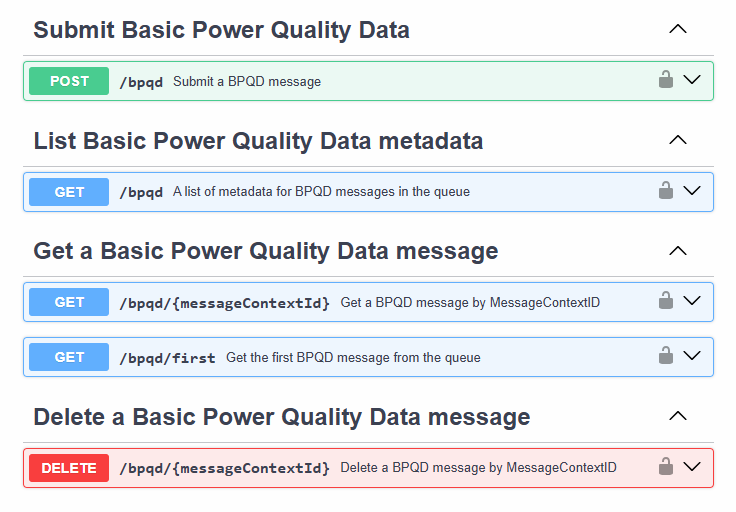 Submit Basic Power Quality Data
POST /bpqd Submit a BPQD message
List Basic Power Quality Data metadata
GET /bpqd A list of metadata for BPQD messages in the queue
Get a Basic Power Quality Data message
GET /bpqd/{messageContextId} Get a BPQD message by MessageContextID
GET /bpqd/first Get the first BPQD message from the queue
Delete a Basic Power Quality Data message
DELETE /bpqd/{messageContextId} Delete a BPQD message by MessageContextID